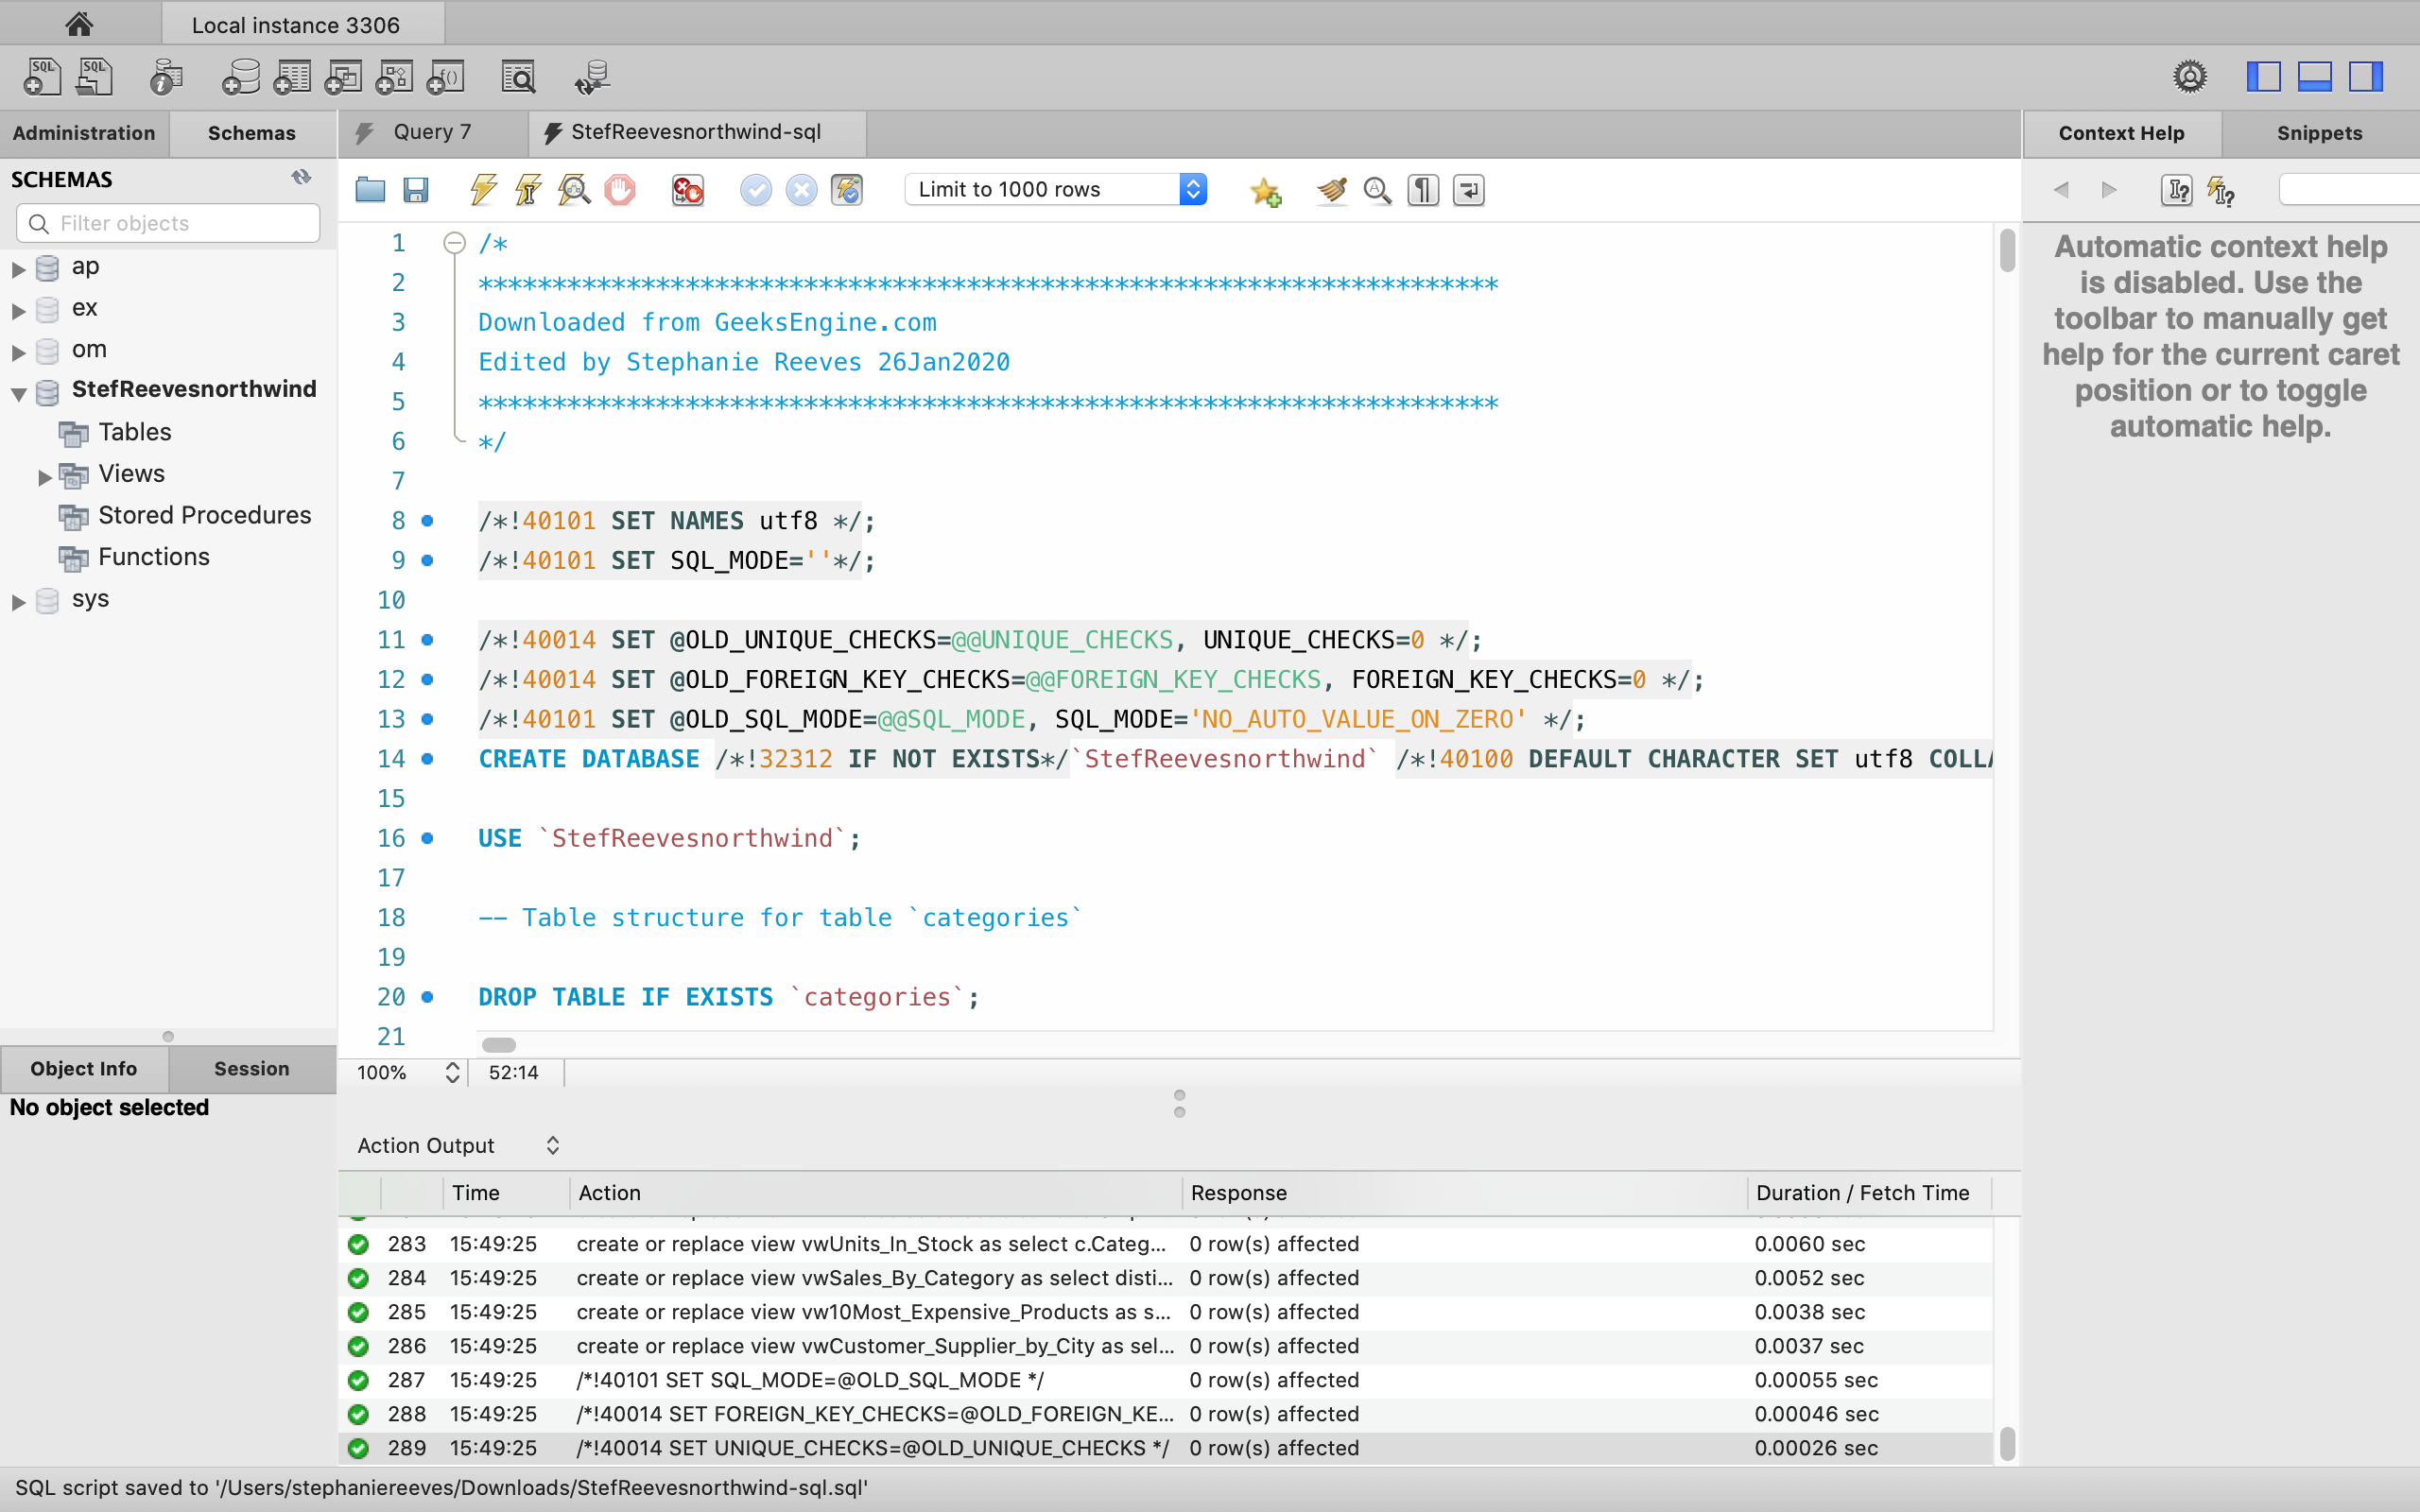 Local instance 3306
SQL
SQL
Administration
Schemas
Query 7
StefReevesnorthwind-sql
Context Help
Snippets
SCHEMAS
Limit to 1000 rows
Filter objects
ap
ex
om
StefReevesnorthwind
Tables
Views
Stored Procedures
Functions
sys
Object Info
Session
No object selected
1 /*
2 *********************************************************************
3 Downloaded from GeeksEngine.com
4 Edited by Stephanie Reeves 26Jan2020
5 *********************************************************************
6 */
7
8 /*!40101 SET NAMES utf8 */;
9 /*!40101 SET SQL_MODE=''*/;
10
11 /*!40014 SET @OLD_UNIQUE_CHECKS=@@UNIQUE_CHECKS, UNIQUE_CHECKS=0 */;
12 /*!40014 SET @OLD_FOREIGN_KEY_CHECKS=@@FOREIGN_KEY_CHECKS, FOREIGN_KEY_CHECKS=0 */;
13 /*!40101 SET @OLD_SQL_MODE=@@SQL_MODE, SQL_MODE='NO_AUTO_VALUE_ON_ZERO' */;
14 CREATE DATABASE /*!32312 IF NOT EXISTS*/`StefReevesnorthwind` /*!40100 DEFAULT CHARACTER SET utf8 COLLA
15
16 USE `StefReevesnorthwind`;
17
18 -- Table structure for table `categories`
19
20 DROP TABLE IF EXISTS `categories`;
21
100% 52:14
Automatic context help
is disabled. Use the
toolbar to manually get
help for the current caret
position or to toggle
automatic help.
Action Output
Time Action Response Duration / Fetch Time
283 15:49:25 create or replace view vwUnits_In_Stock as select c.Categ... 0 row(s) affected 0.0060 sec
284 15:49:25 create or replace view vwSales_By_Category as select disti... 0 row(s) affected 0.0052 sec
285 15:49:25 create or replace view vw10Most_Expensive_Products as s... 0 row(s) affected 0.0038 sec
286 15:49:25 create or replace view vwCustomer_Supplier_by_City as sel... 0 row(s) affected 0.0037 sec
287 15:49:25 /*!40101 SET SQL_MODE=@OLD_SQL_MODE */ 0 row(s) affected 0.00055 sec
288 15:49:25 /*!40014 SET FOREIGN_KEY_CHECKS=@OLD_FOREIGN_KE... 0 row(s) affected 0.00046 sec
289 15:49:25 /*!40014 SET UNIQUE_CHECKS=@OLD_UNIQUE_CHECKS */ 0 row(s) affected 0.00026 sec
SQL script saved to '/Users/stephaniereeves/Downloads/StefReevesnorthwind-sql.sql'